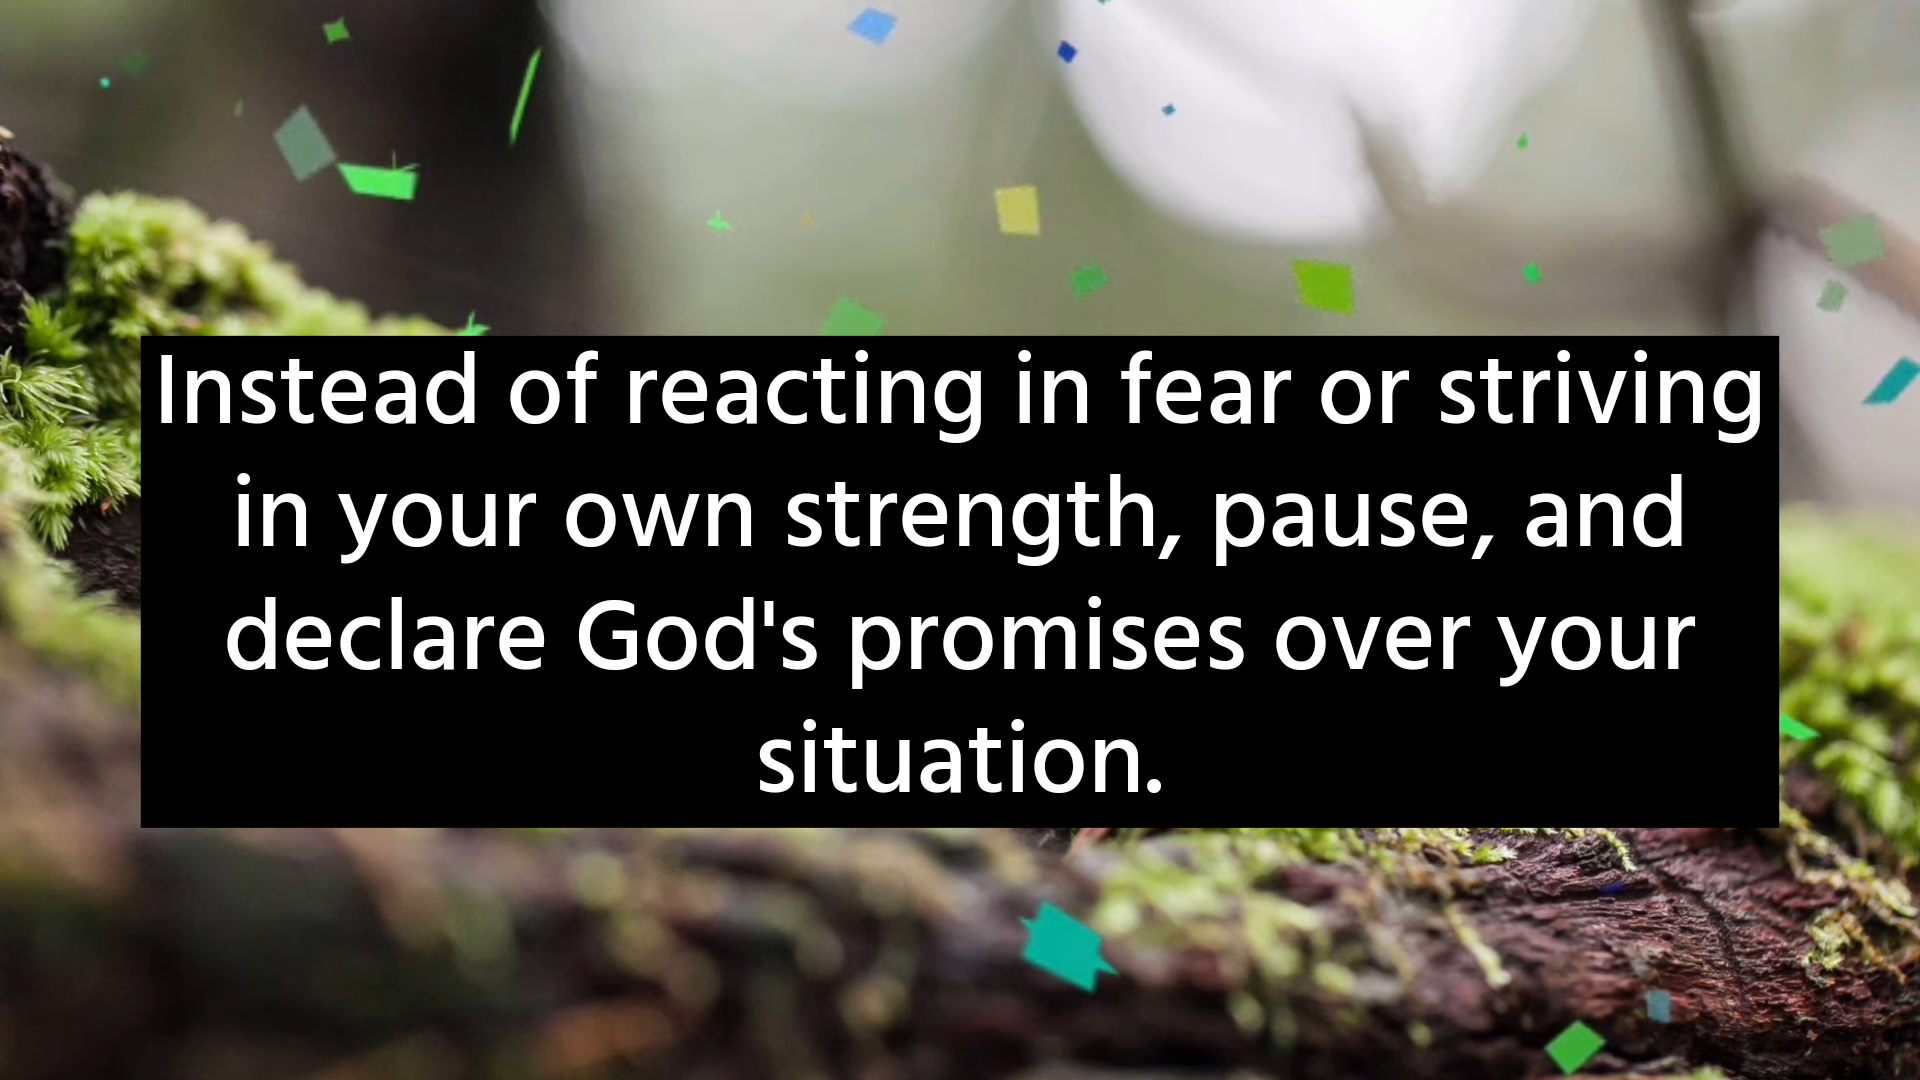 Instead of reacting in fear or striving
in your own strength, pause, and
declare God's promises over your
situation.